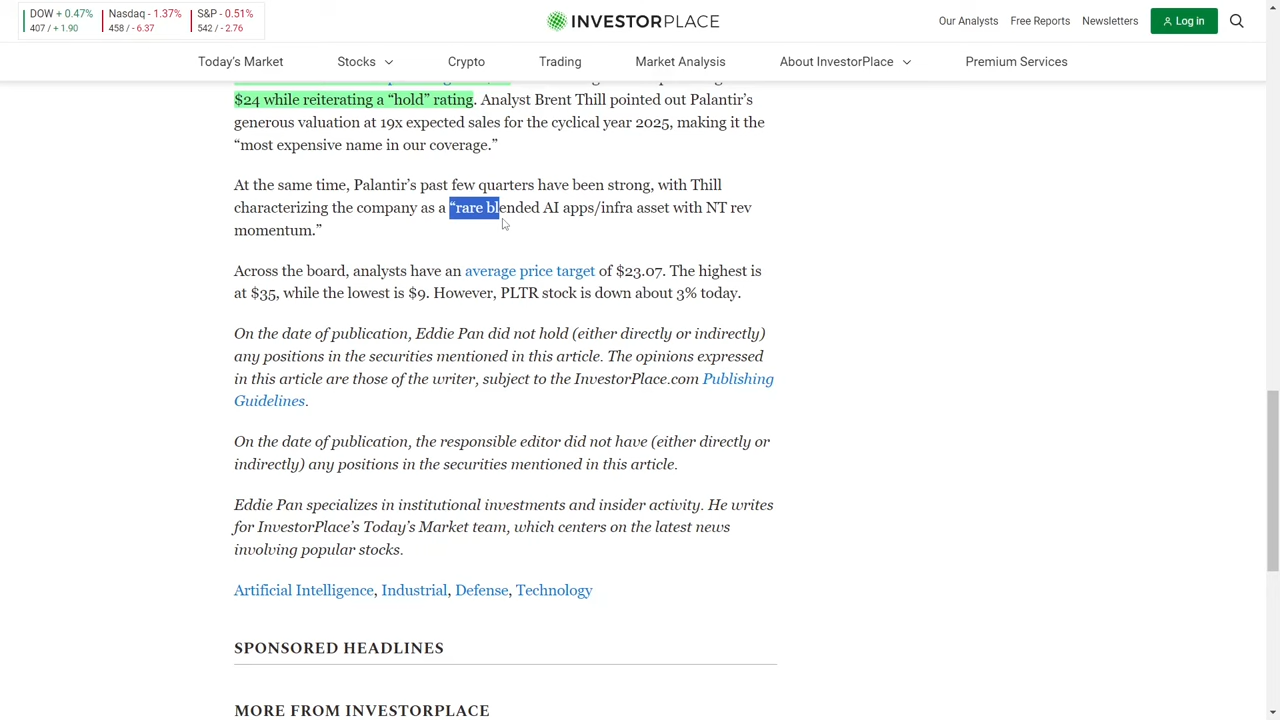 DOW + 0.47%
407 / + 1.90
Nasdaq - 1.37%
458 / - 6.37
S&P - 0.51%
542 / - 2.76
INVESTORPLACE
Our Analysts
Free Reports
Newsletters
Log in
Today's Market
Stocks
Crypto
Trading
Market Analysis
About InvestorPlace
Premium Services
$24 while reiterating a “hold” rating. Analyst Brent Thill pointed out Palantir’s
generous valuation at 19x expected sales for the cyclical year 2025, making it the
“most expensive name in our coverage.”
At the same time, Palantir’s past few quarters have been strong, with Thill
characterizing the company as a “rare blended AI apps/infra asset with NT rev
momentum.”
Across the board, analysts have an average price target of $23.07. The highest is
at $35, while the lowest is $9. However, PLTR stock is down about 3% today.
On the date of publication, Eddie Pan did not hold (either directly or indirectly)
any positions in the securities mentioned in this article. The opinions expressed
in this article are those of the writer, subject to the InvestorPlace.com Publishing
Guidelines.
On the date of publication, the responsible editor did not have (either directly or
indirectly) any positions in the securities mentioned in this article.
Eddie Pan specializes in institutional investments and insider activity. He writes
for InvestorPlace’s Today’s Market team, which centers on the latest news
involving popular stocks.
Artificial Intelligence, Industrial, Defense, Technology
SPONSORED HEADLINES
MORE FROM INVESTORPLACE